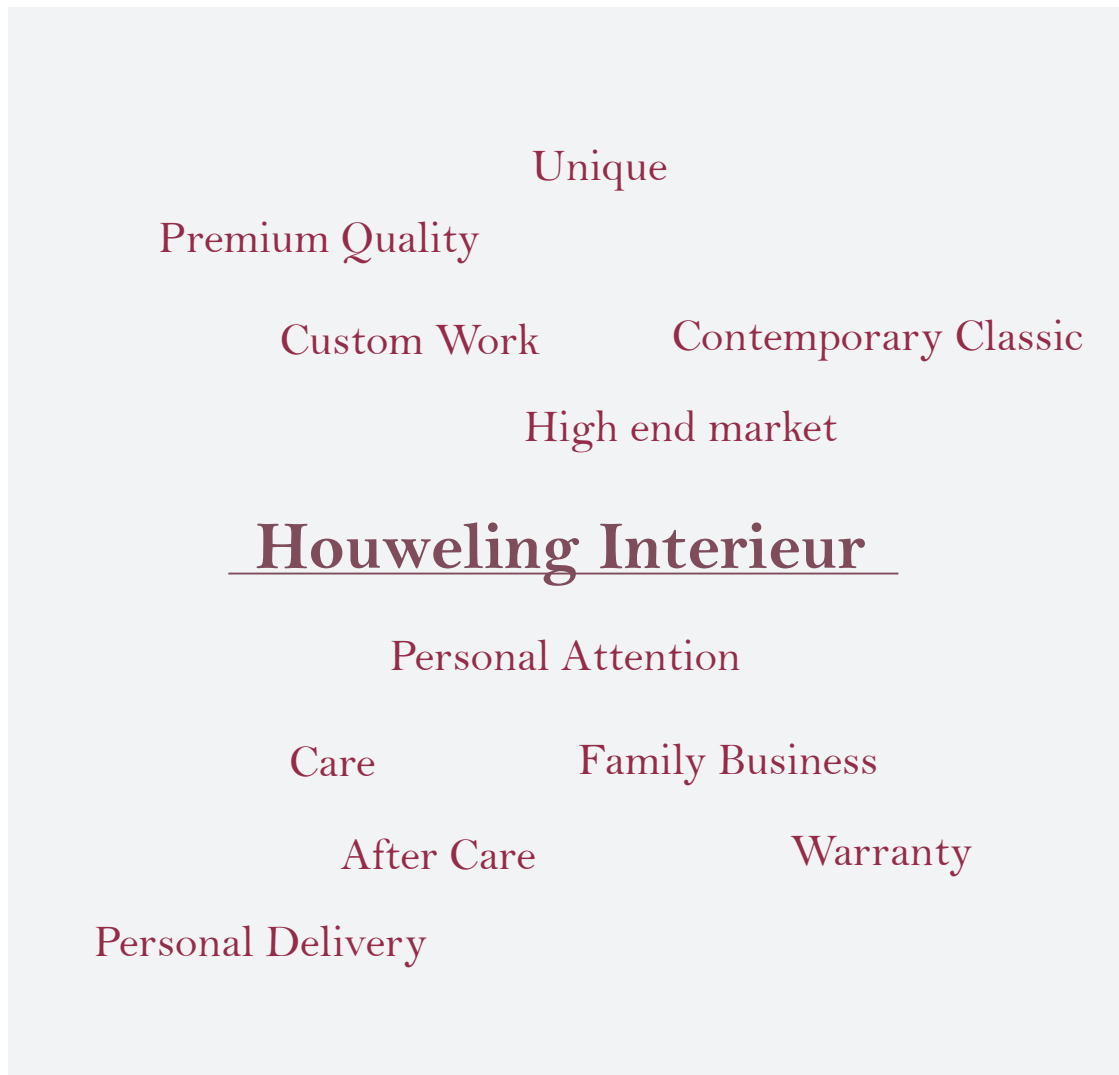 Unique
Premium Quality
Custom Work
Contemporary Classic
High end market
Houweling Interieur
Personal Attention
Care
Family Business
After Care
Warranty
Personal Delivery